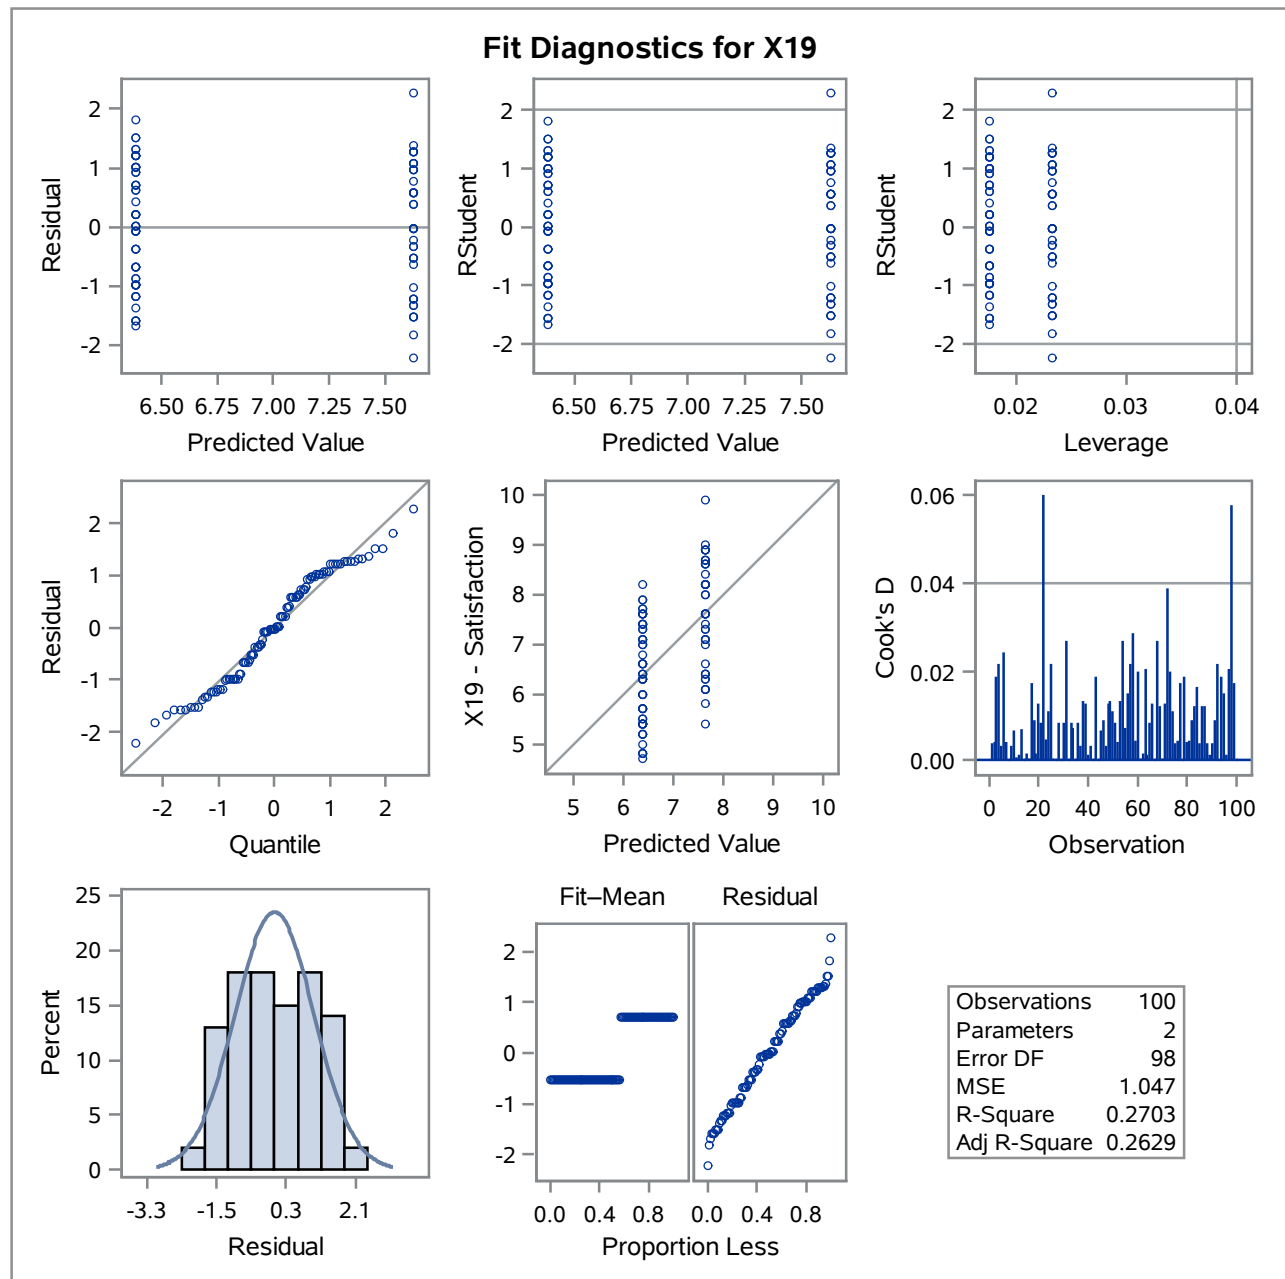 Fit Diagnostics for X19
2
1
0
-1
-2
Residual
6.50 6.75 7.00 7.25 7.50
Predicted Value
2
1
0
-1
-2
RStudent
6.50 6.75 7.00 7.25 7.50
Predicted Value
2
1
0
-1
-2
RStudent
0.02 0.03 0.04
Leverage
2
1
0
-1
-2
Residual
-2 -1 0 1 2
Quantile
10
9
8
7
6
5
X19 - Satisfaction
5 6 7 8 9 10
Predicted Value
0.06
0.04
0.02
0.00
Cook's D
0 20 40 60 80 100
Observation
25
20
15
10
5
0
Percent
-3.3 -1.5 0.3 2.1
Residual
Fit–Mean Residual
2
1
0
-1
-2
0.0 0.4 0.8 0.0 0.4 0.8
Proportion Less
Observations 100
Parameters 2
Error DF 98
MSE 1.047
R-Square 0.2703
Adj R-Square 0.2629